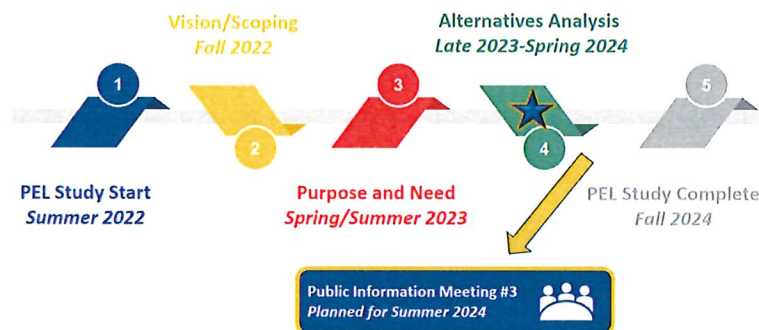 Vision/Scoping
Fall 2022
Alternatives Analysis
Late 2023-Spring 2024
1
2
3
4
5
PEL Study Start
Summer 2022
Purpose and Need
Spring/Summer 2023
PEL Study Complete
Fall 2024
Public Information Meeting #3
Planned for Summer 2024